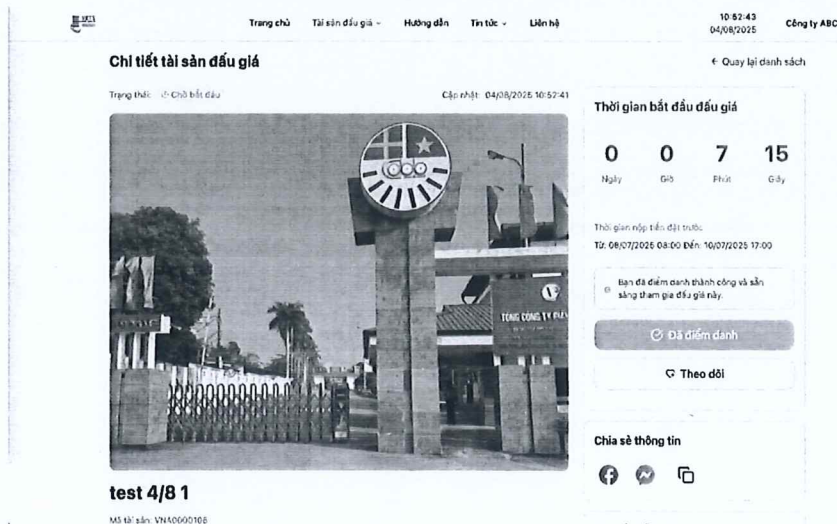 Trang chủ Tài sản đấu giá Hướng dẫn Tin tức Liên hệ
10:52:43
04/08/2025
Công ty ABC
Chi tiết tài sản đấu giá
← Quay lại danh sách
Trạng thái: Chờ bắt đầu
Cập nhật: 04/08/2025 10:52:41
TỔNG CÔNG TY
test 4/8 1
Mã tài sản: VNA0000108
Thời gian bắt đầu đấu giá
0 0 7 15
Ngày Giờ Phút Giây
Thời gian nộp tiền đặt trước
Từ: 08/07/2025 08:00 Đến: 10/07/2025 17:00
Bạn đã điểm danh thành công và sẵn
sàng tham gia đấu giá này.
Đã điểm danh
Theo dõi
Chia sẻ thông tin